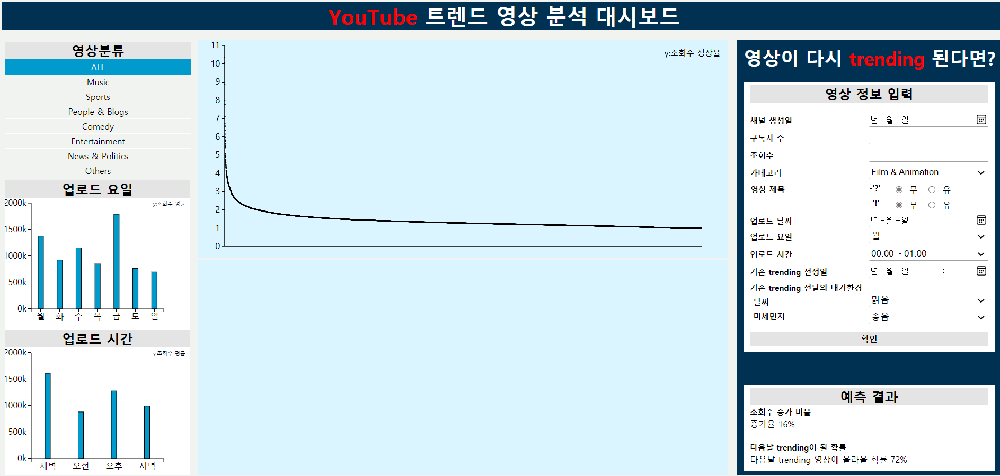 YouTube 트렌드 영상 분석 대시보드
영상분류
ALL
Music
Sports
People & Blogs
Comedy
Entertainment
News & Politics
Others
업로드 요일
y:조회수 평균
2000k
1500k
1000k
500k
0k
월 화 수 목 금 토 일
업로드 시간
y:조회수 평균
2000k
1500k
1000k
500k
0k
새벽 오전 오후 저녁
y:조회수 성장율
11
10
9
8
7
6
5
4
3
2
1
0
영상이 다시 trending 된다면?
영상 정보 입력
채널 생성일 년-월-일
구독자 수
조회수
카테고리 Film & Animation
영상 제목 -'?' 무 유
-'!' 무 유
업로드 날짜 년-월-일
업로드 요일 월
업로드 시간 00:00 ~ 01:00
기존 trending 선정일 년-월-일 -- --:--
기존 trending 전날의 대기환경
-날씨 맑음
-미세먼지 좋음
확인
예측 결과
조회수 증가 비율
증가율 16%
다음날 trending이 될 확률
다음날 trending 영상에 올라올 확률 72%